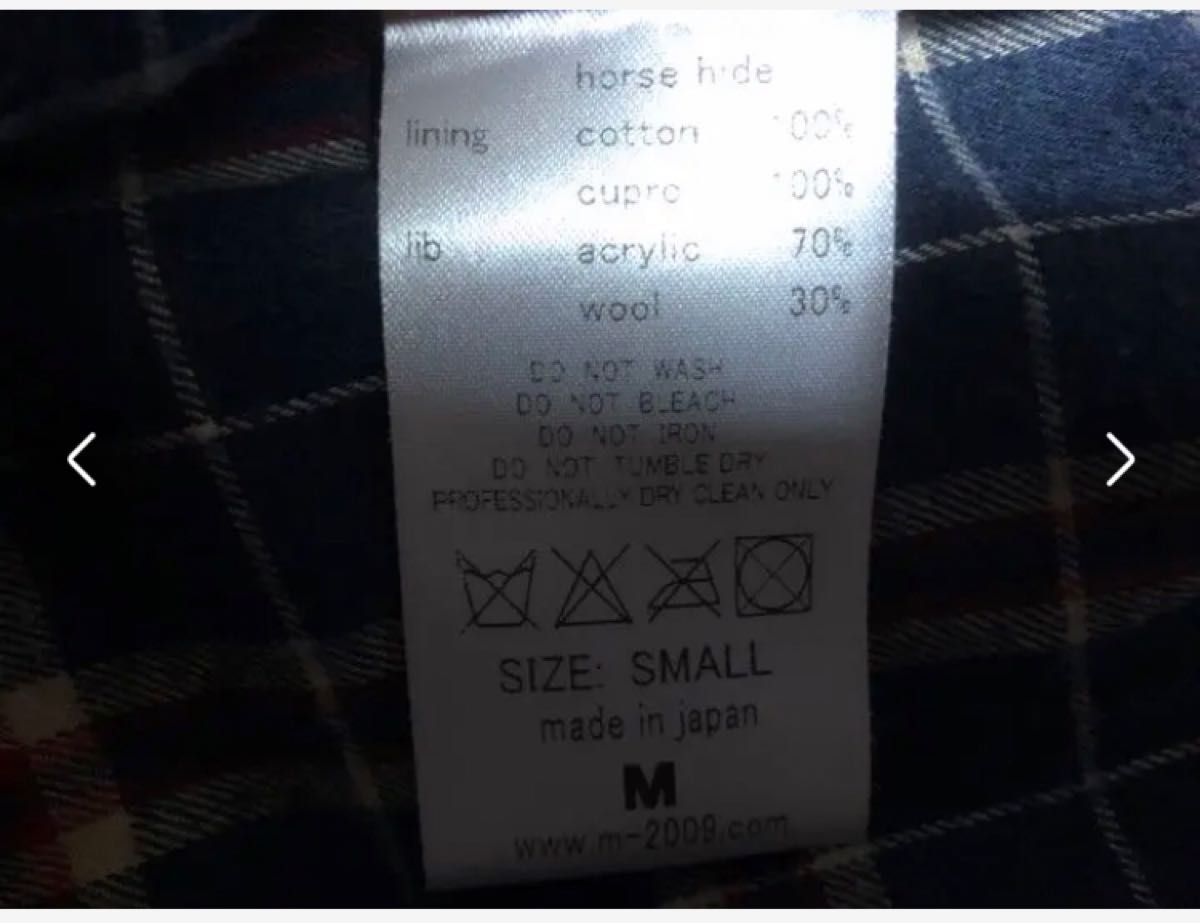 horse hide
lining cotton 100%
cupro 100%
lib acrylic 70%
wool 30%
DO NOT WASH
DO NOT BLEACH
DO NOT IRON
DO NOT TUMBLE DRY
PROFESSIONALLY DRY CLEAN ONLY
SIZE: SMALL
made in japan
M
www.m-2009.com